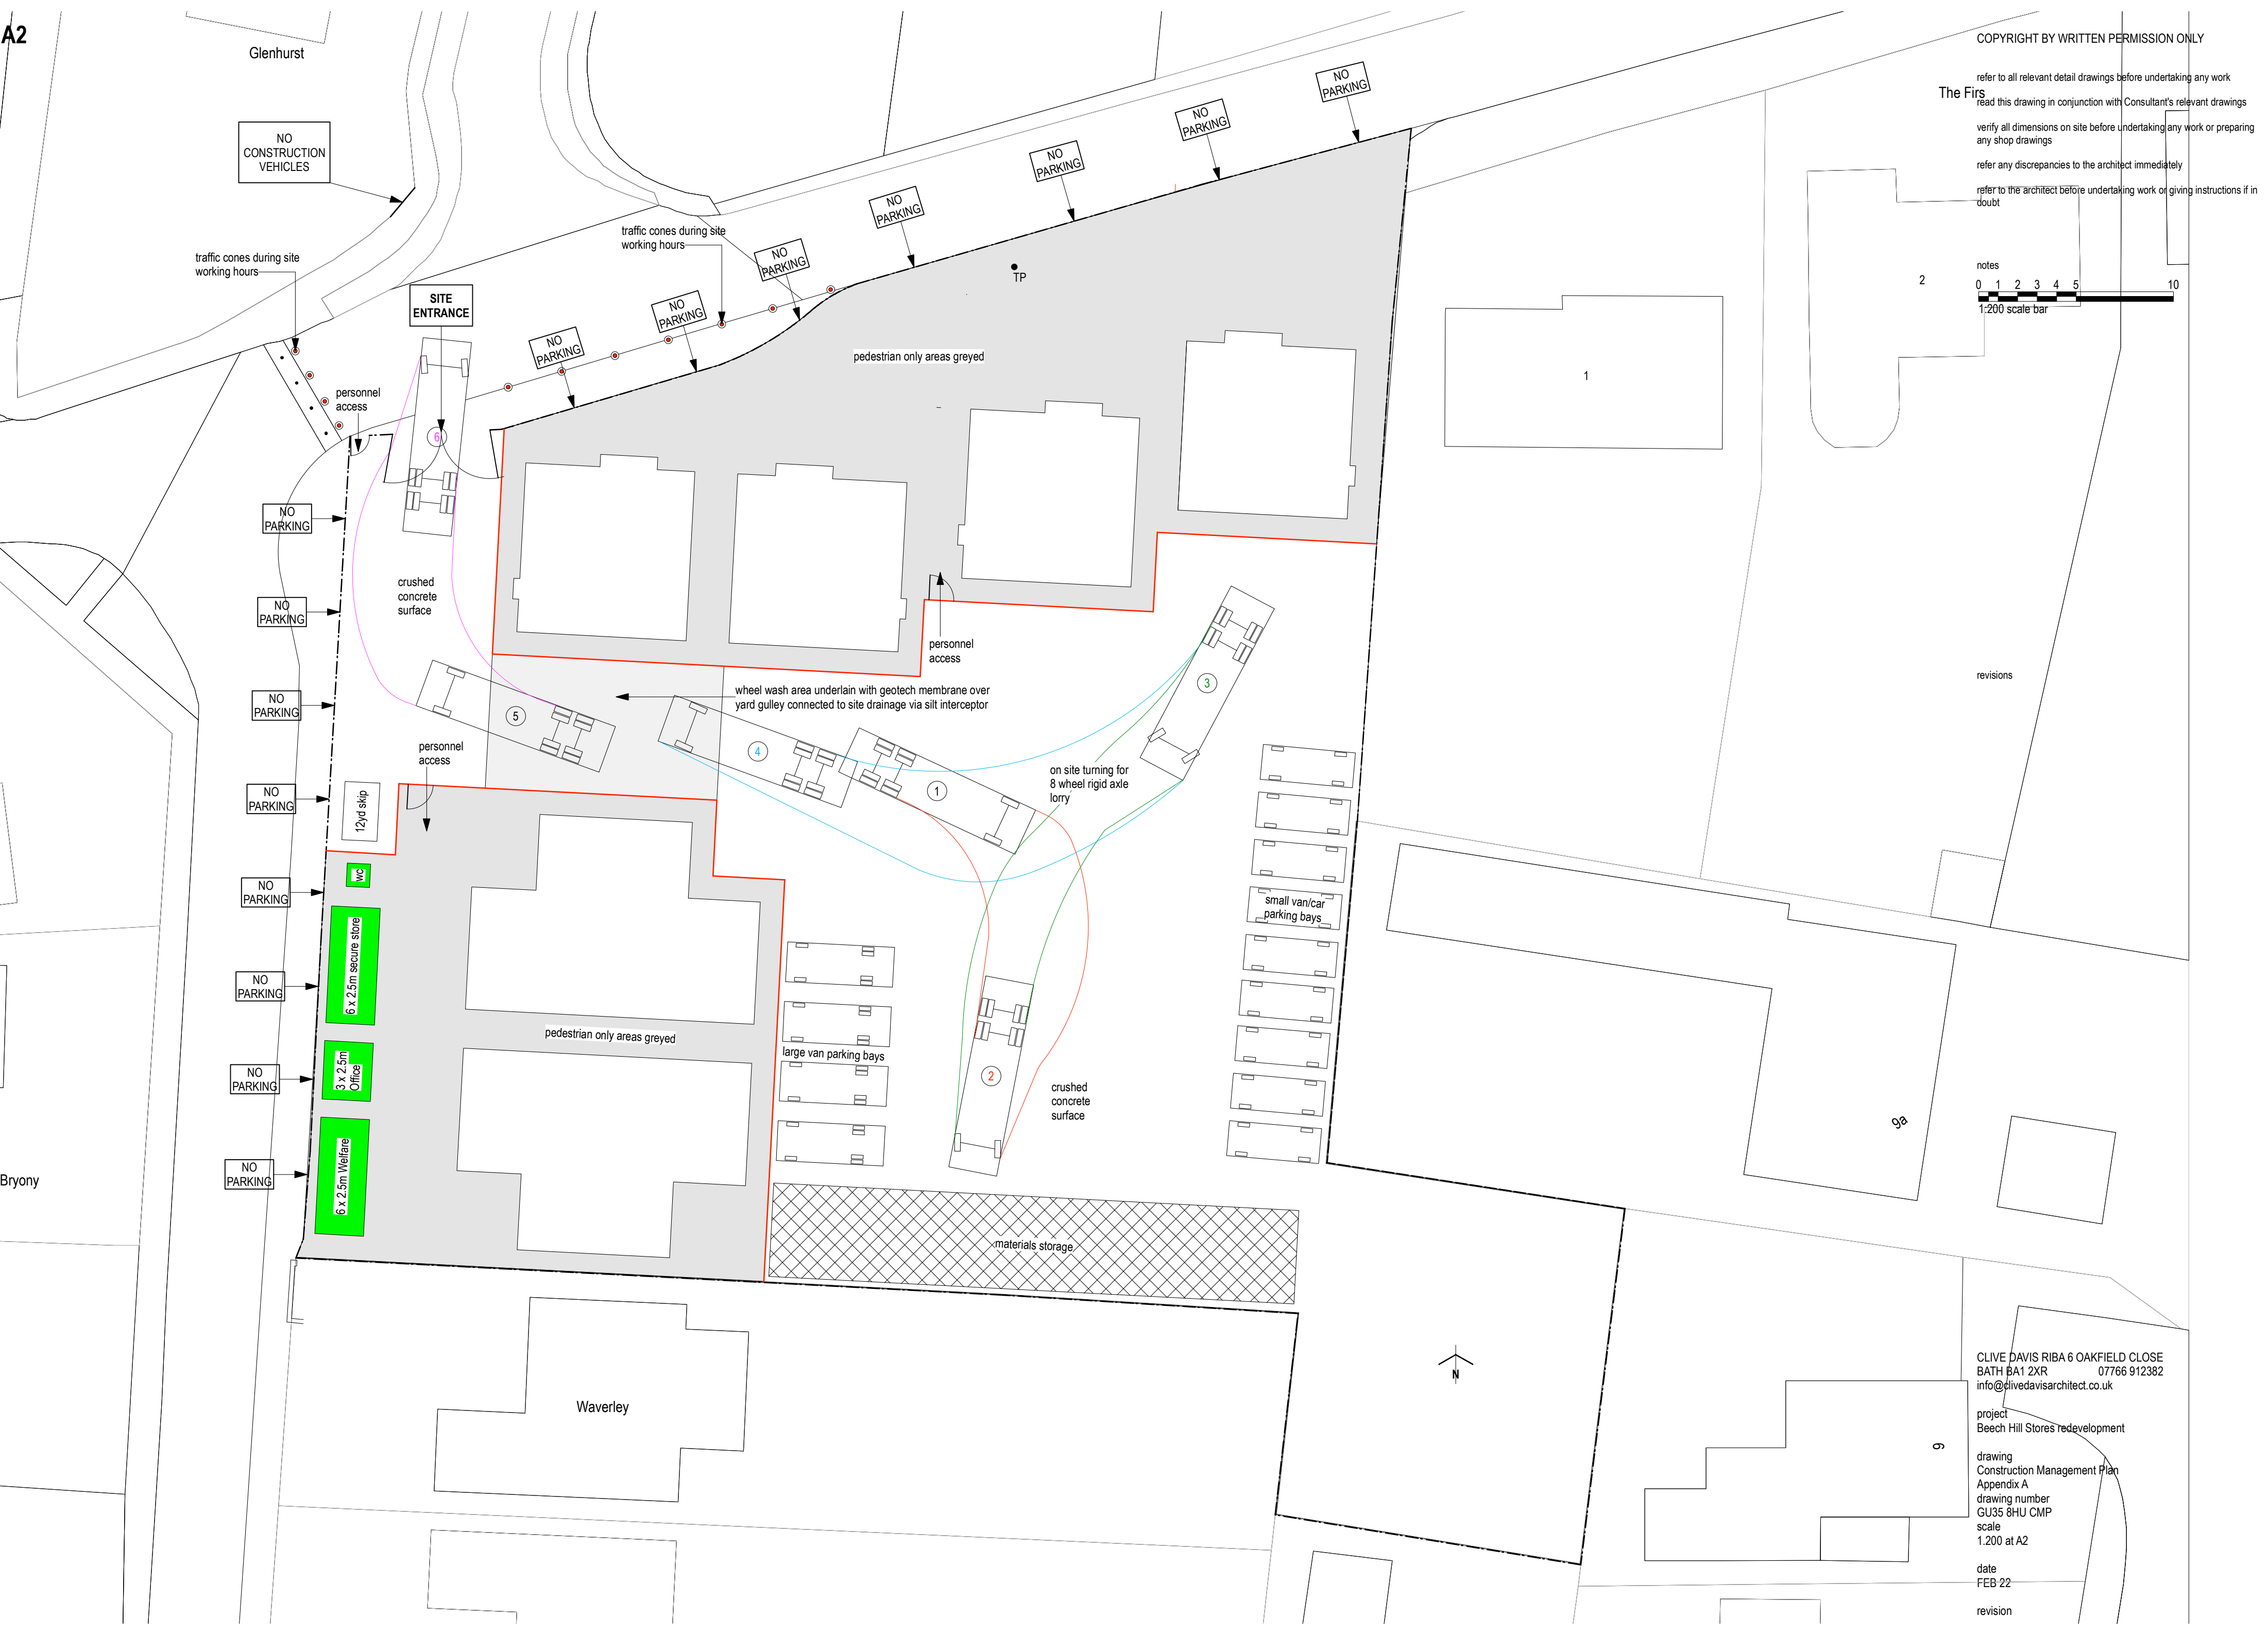 A2
Glenhurst
COPYRIGHT BY WRITTEN PERMISSION ONLY
refer to all relevant detail drawings before undertaking any work
The Firs
read this drawing in conjunction with Consultant's relevant drawings
verify all dimensions on site before undertaking any work or preparing
any shop drawings
refer any discrepancies to the architect immediately
refer to the architect before undertaking work or giving instructions if in
doubt
notes
0 1 2 3 4 5 10
1:200 scale bar
2
1
NO
CONSTRUCTION
VEHICLES
NO
PARKING
NO
PARKING
NO
PARKING
NO
PARKING
NO
PARKING
NO
PARKING
NO
PARKING
traffic cones during site
working hours
traffic cones during site
working hours
SITE
ENTRANCE
TP
pedestrian only areas greyed
personnel
access
6
NO
PARKING
NO
PARKING
NO
PARKING
NO
PARKING
NO
PARKING
NO
PARKING
NO
PARKING
NO
PARKING
crushed
concrete
surface
personnel
access
wheel wash area underlain with geotech membrane over
yard gulley connected to site drainage via silt interceptor
3
5
4
1
personnel
access
on site turning for
8 wheel rigid axle
lorry
12yd skip
wc
6 x 2.5m secure store
3 x 2.5m
Office
6 x 2.5m Welfare
small van/car
parking bays
pedestrian only areas greyed
large van parking bays
2
crushed
concrete
surface
materials storage
Bryony
Waverley
N
9a
9
revisions
CLIVE DAVIS RIBA 6 OAKFIELD CLOSE
BATH BA1 2XR 07766 912382
info@clivedavisarchitect.co.uk
project
Beech Hill Stores redevelopment
drawing
Construction Management Plan
Appendix A
drawing number
GU35 8HU CMP
scale
1.200 at A2
date
FEB 22
revision